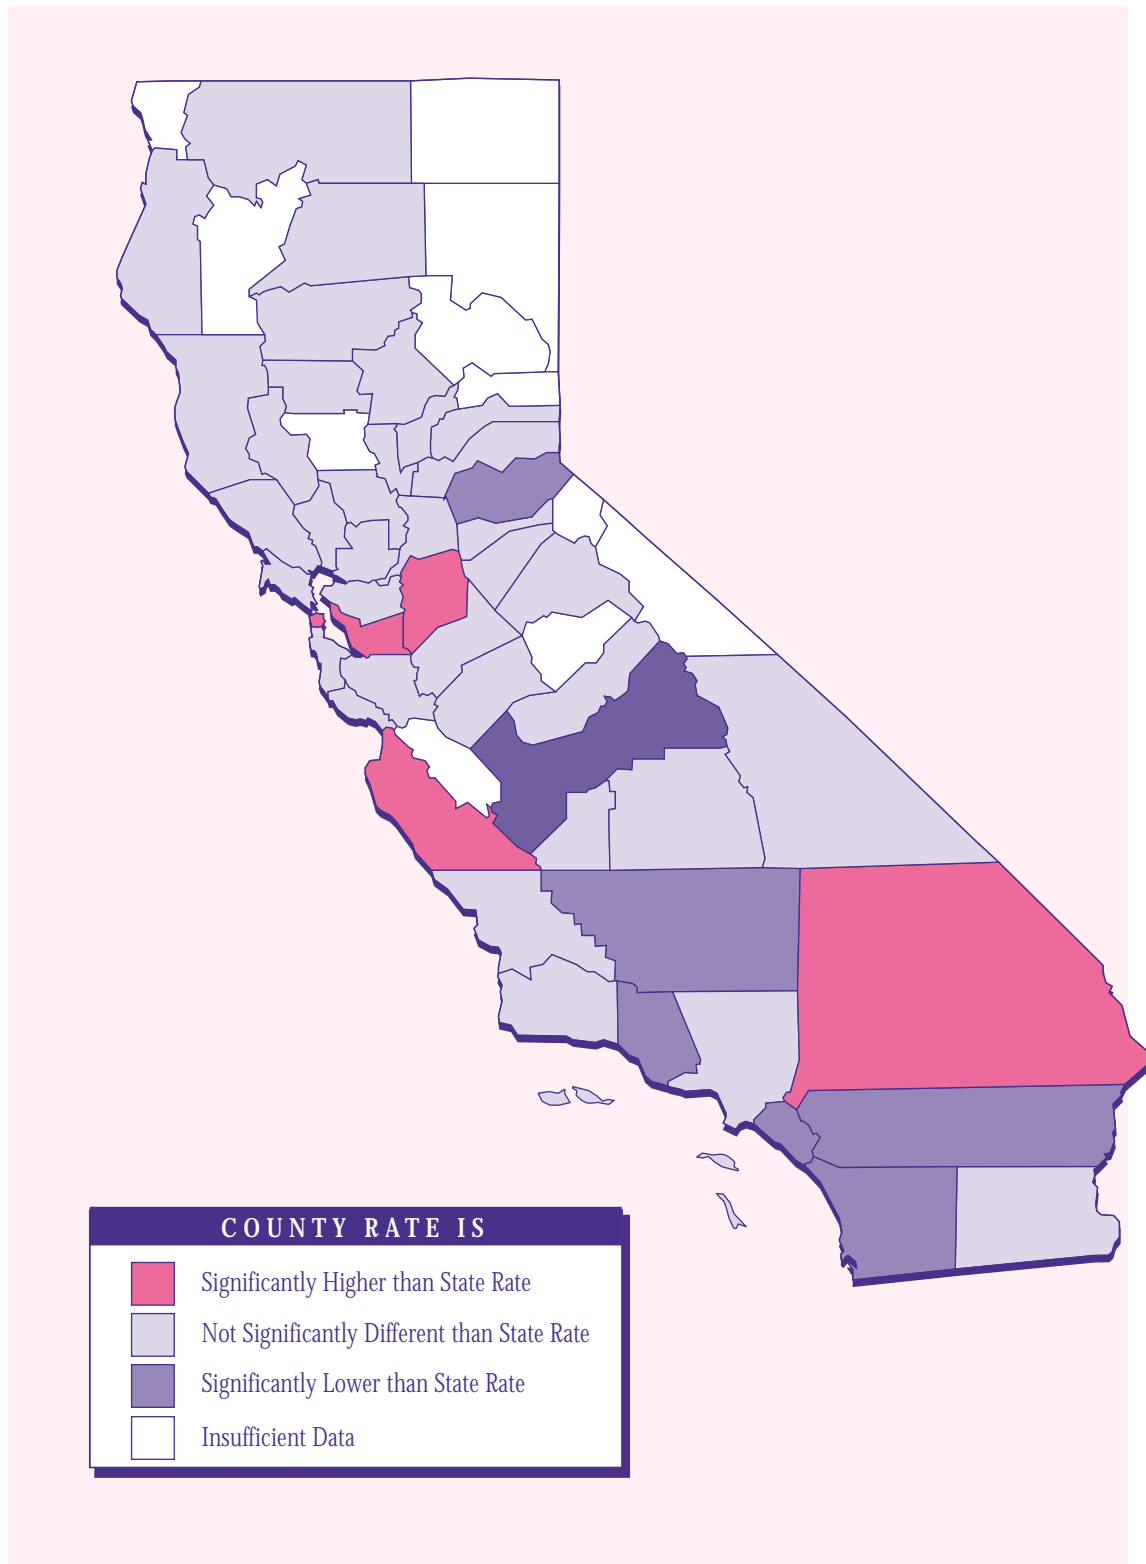 COUNTY RATE IS
Significantly Higher than State Rate
Not Significantly Different than State Rate
Significantly Lower than State Rate
Insufficient Data